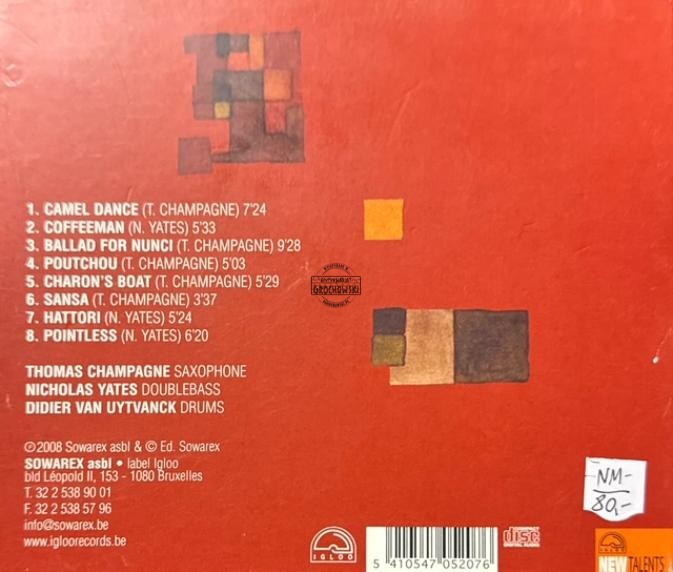 1. CAMEL DANCE (T. CHAMPAGNE) 7'24
2. COFFEEMAN (N. YATES) 5'33
3. BALLAD FOR NUNCI (T. CHAMPAGNE) 9'28
4. POUTCHOU (T. CHAMPAGNE) 5'03
5. CHARON'S BOAT (T. CHAMPAGNE) 5'29
6. SANSA (T. CHAMPAGNE) 3'37
7. HATTORI (N. YATES) 5'24
8. POINTLESS (N. YATES) 6'20
GROCHOWSKI
THOMAS CHAMPAGNE SAXOPHONE
NICHOLAS YATES DOUBLEBASS
DIDIER VAN UYTVANCK DRUMS
℗2008 Sowarex asbl & © Ed. Sowarex
SOWAREX asbl • label Igloo
bld Léopold II, 153 - 1080 Bruxelles
T. 32 2 538 90 01
F. 32 2 538 57 96
info@sowarex.be
www.igloorecords.be
NM-
80,-
IGLOO
5 410547 052076
disc
DIGITAL AUDIO
IGLOO
NEW TALENTS